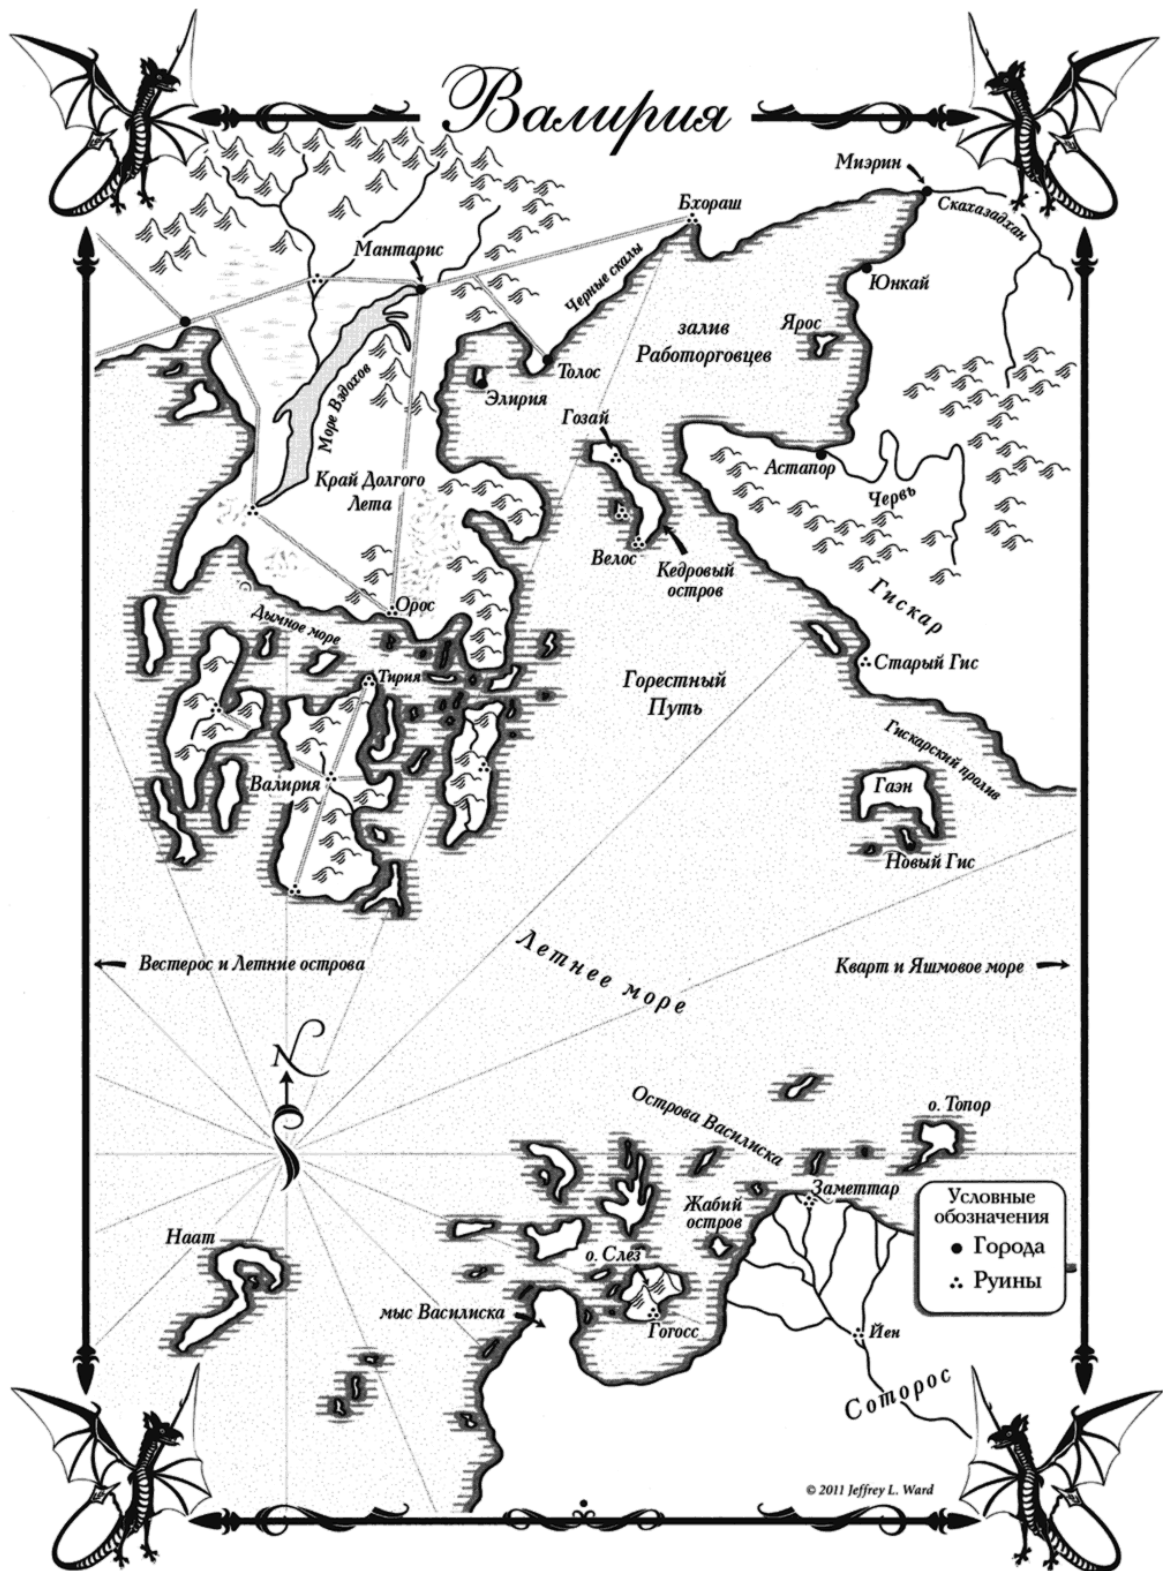 Валирия
Миэрин
Скахазадхан
Бхораш
Мантарис
Черные скалы
Юнкай
Ярос
залив
Работорговцев
Толос
Элирия
Море Вздохов
Гозай
Астапор
Край Долгого
Лета
Червь
Велос
Кедровый
остров
Гискар
Орос
Дымное море
Старый Гис
Тирия
Горестный
Путь
Гискарский пролив
Валирия
Гаэн
Новый Гис
Летнее море
Вестерос и Летние острова
Кварт и Яшмовое море
N
Острова Василиска
о. Топор
Заметтар
Жабий
остров
Условные
обозначения
Города
Руины
Наат
о. Слез
мыс Василиска
Гогосс
Йен
Соторос
© 2011 Jeffrey L. Ward